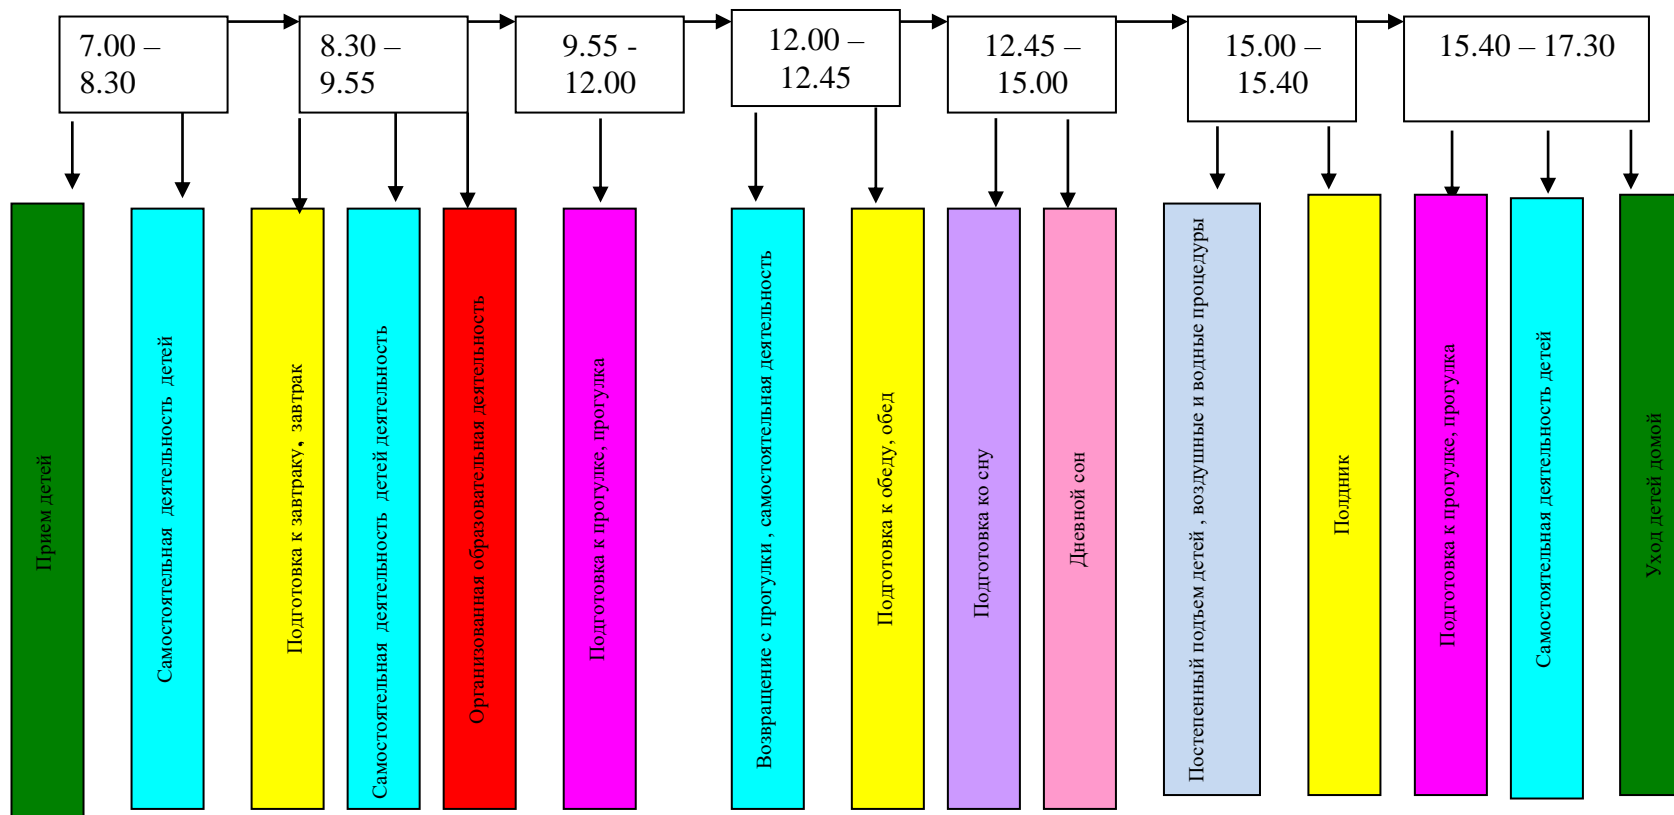 7.00 –
8.30
8.30 –
9.55
9.55 -
12.00
12.00 –
12.45
12.45 –
15.00
15.00 –
15.40
15.40 – 17.30
Прием детей
Самостоятельная деятельность детей
Подготовка к завтраку, завтрак
Самостоятельная деятельность детей деятельность
Организованная образовательная деятельность
Подготовка к прогулке, прогулка
Возвращение с прогулки , самостоятельная деятельность
Подготовка к обеду, обед
Подготовка ко сну
Дневной сон
Постепенный подьем детей , воздушные и водные процедуры
Полдник
Подготовка к прогулке, прогулка
Самостоятельная деятельность детей
Уход детей домой